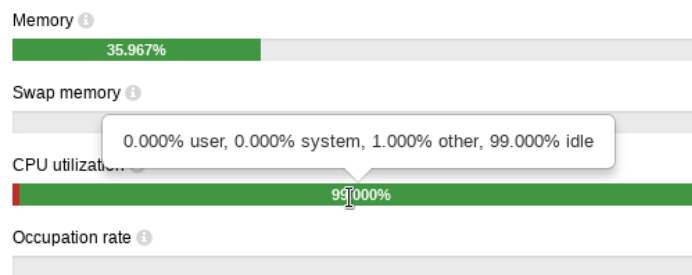 Memory
35.967%
Swap memory
0.000% user, 0.000% system, 1.000% other, 99.000% idle
CPU utilization
99.000%
Occupation rate